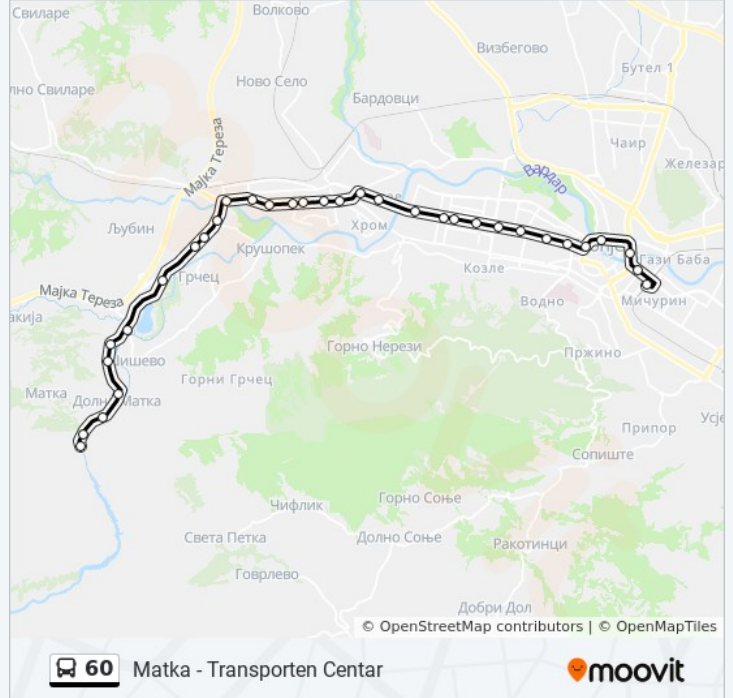 Свиларе
Волково
Визбегово
Бутел 1
лно Свиларе
Ново Село
Бардовци
Чаир
Железар
Мајка Тереза
Вардар
Љубин
Хром
Крушопек
Гази Баба
Козле
Грчец
Мајка Тереза
Водно
Мичурин
акија
Горно Нерези
Пржино
Шишево
Горни Грчец
Матка
Долн
Матка
Усје
Припор
Сопиште
Горно Соње
Чифлик
Света Петка
Долно Соње
Ракотинци
Говрлево
Добри Дол
© OpenStreetMap contributors | © OpenMapTiles
60 Matka - Transporten Centar
moovit